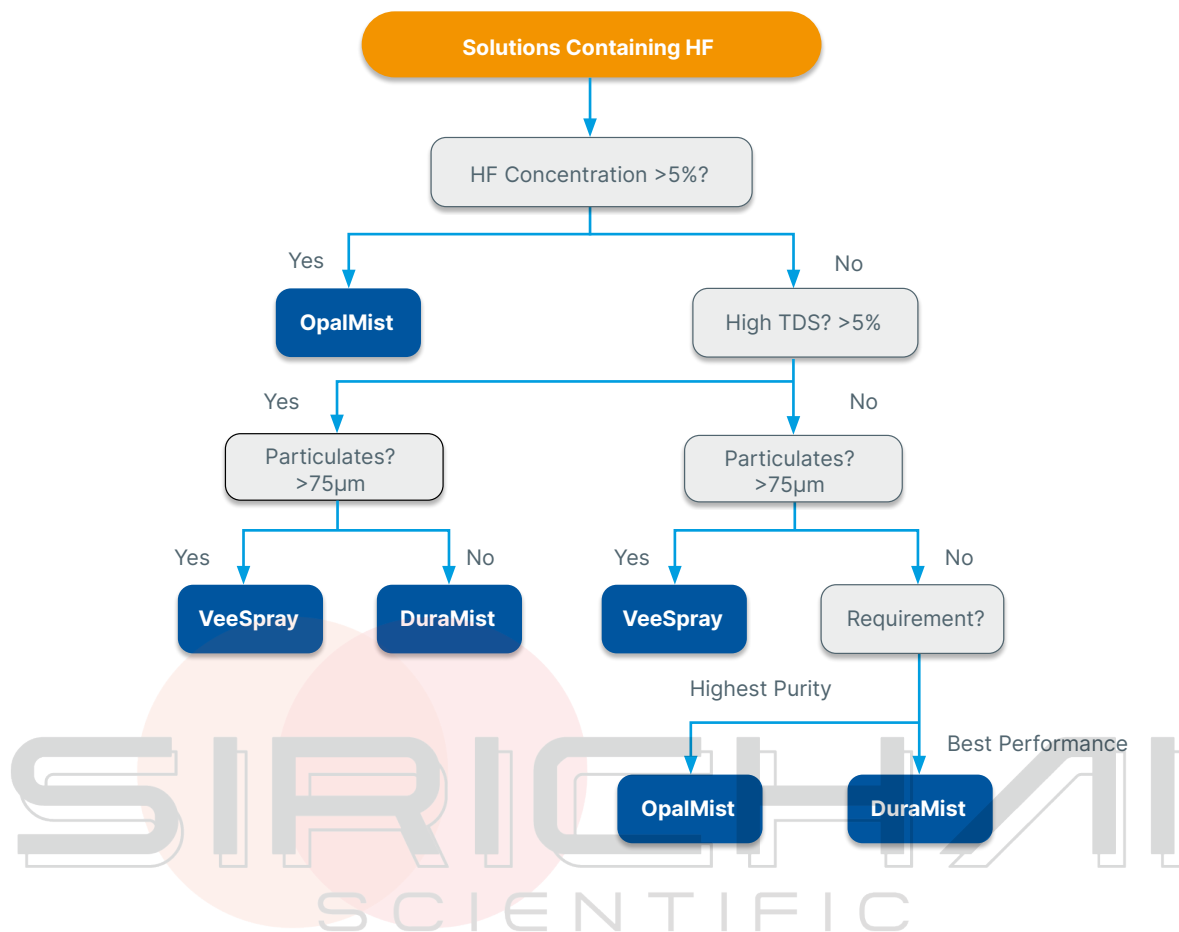 Solutions Containing HF
HF Concentration >5%?
Yes
No
OpalMist
High TDS? >5%
Yes
No
Particulates?
>75µm
Particulates?
>75µm
Yes
No
Yes
No
VeeSpray
DuraMist
VeeSpray
Requirement?
Highest Purity
Best Performance
OpalMist
DuraMist
SIRICHAI
SCIENTIFIC